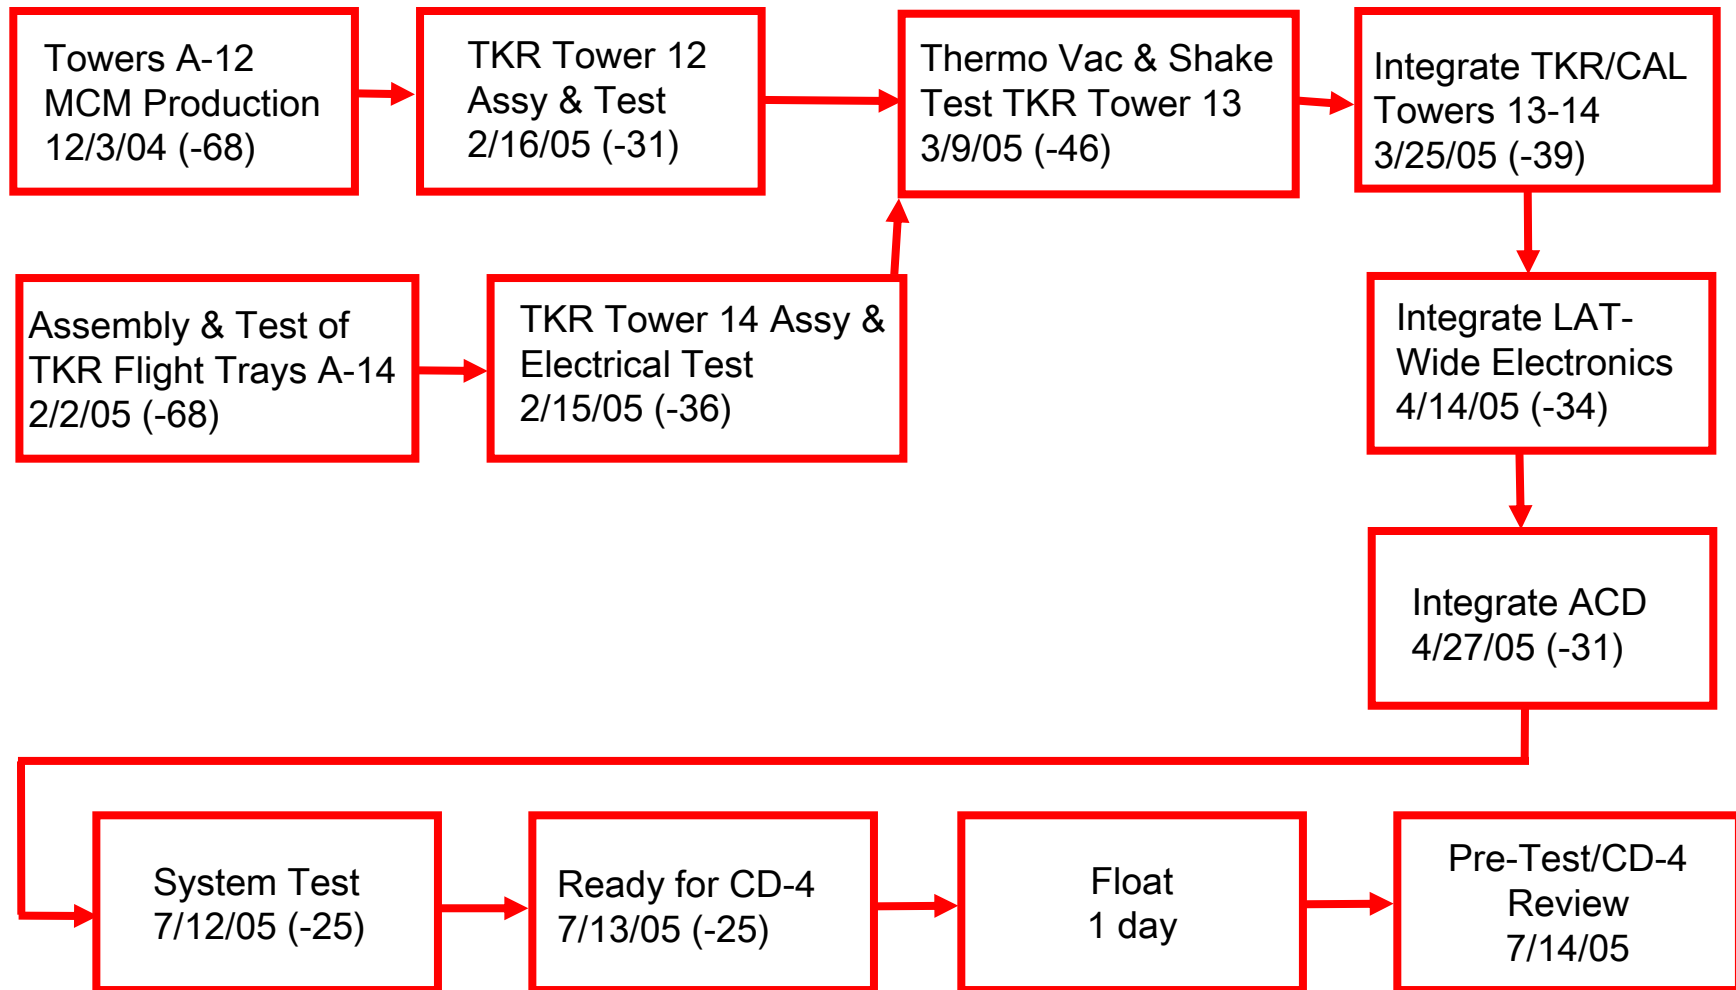 Towers A-12
MCM Production
12/3/04 (-68)
TKR Tower 12
Assy & Test
2/16/05 (-31)
Thermo Vac & Shake
Test TKR Tower 13
3/9/05 (-46)
Integrate TKR/CAL
Towers 13-14
3/25/05 (-39)
Assembly & Test of
TKR Flight Trays A-14
2/2/05 (-68)
TKR Tower 14 Assy &
Electrical Test
2/15/05 (-36)
Integrate LAT-
Wide Electronics
4/14/05 (-34)
Integrate ACD
4/27/05 (-31)
System Test
7/12/05 (-25)
Ready for CD-4
7/13/05 (-25)
Float
1 day
Pre-Test/CD-4
Review
7/14/05